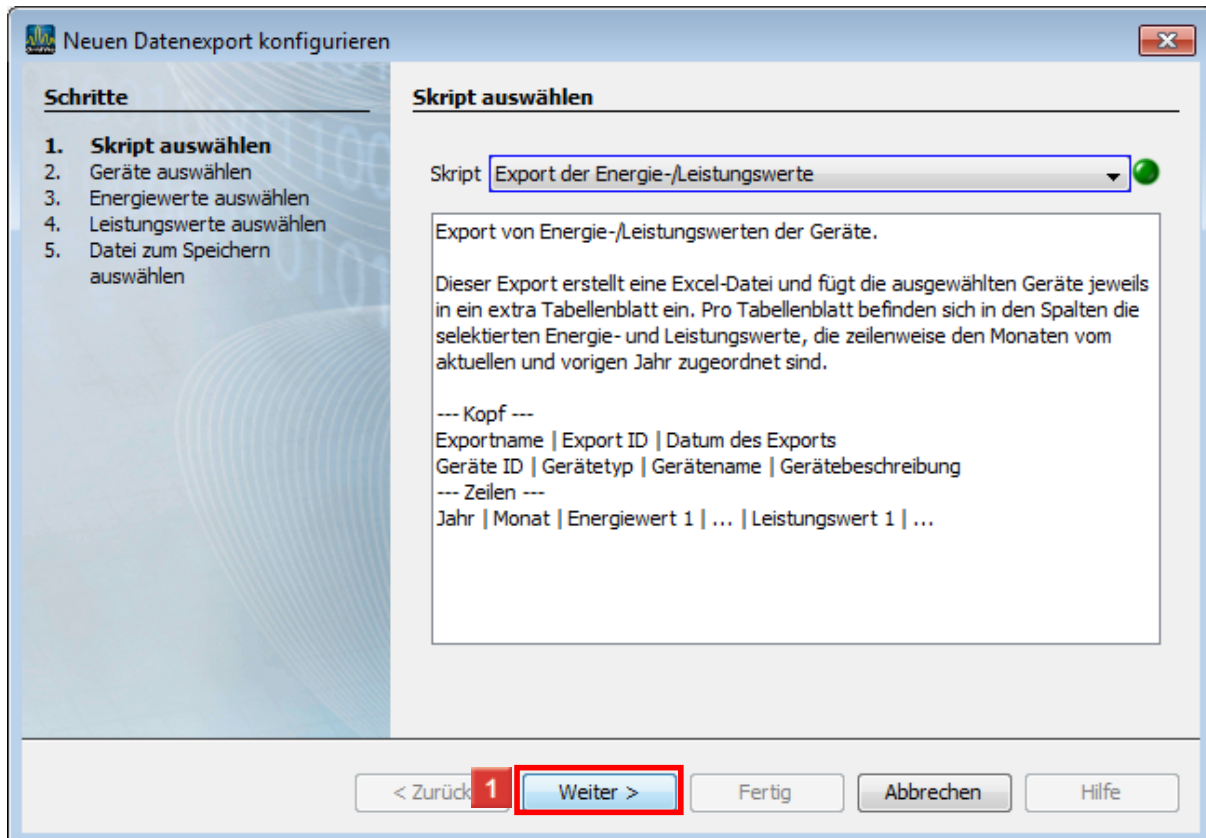 Neuen Datenexport konfigurieren
Schritte
1. Skript auswählen
2. Geräte auswählen
3. Energiewerte auswählen
4. Leistungswerte auswählen
5. Datei zum Speichern
auswählen
Skript auswählen
Skript Export der Energie-/Leistungswerte
Export von Energie-/Leistungswerten der Geräte.
Dieser Export erstellt eine Excel-Datei und fügt die ausgewählten Geräte jeweils
in ein extra Tabellenblatt ein. Pro Tabellenblatt befinden sich in den Spalten die
selektierten Energie- und Leistungswerte, die zeilenweise den Monaten vom
aktuellen und vorigen Jahr zugeordnet sind.
--- Kopf ---
Exportname | Export ID | Datum des Exports
Geräte ID | Gerätetyp | Gerätename | Gerätebeschreibung
--- Zeilen ---
Jahr | Monat | Energiewert 1 | ... | Leistungswert 1 | ...
< Zurück 1 Weiter > Fertig Abbrechen Hilfe